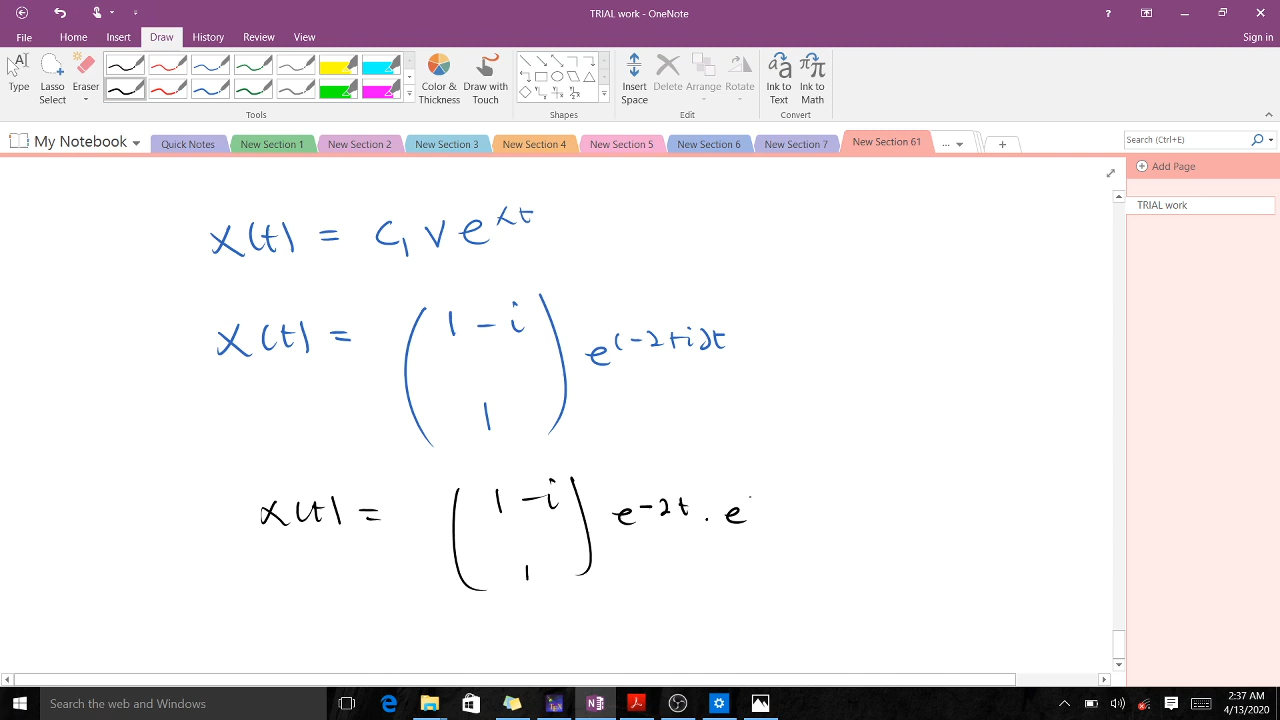 TRIAL work - OneNote
File Home Insert Draw History Review View Sign in
Type Lasso Select Eraser Color & Thickness Draw with Touch Insert Space Delete Arrange Rotate Ink to Text Ink to Math
Tools Shapes Edit Convert
My Notebook Quick Notes New Section 1 New Section 2 New Section 3 New Section 4 New Section 5 New Section 6 New Section 7 New Section 61 ... + Search (Ctrl+E)
Add Page
TRIAL work
x(t) = c₁ v e^λt
x(t) = (1 - i
1) e^(-2+i)t
x(t) = (1 - i
1) e^-2t . e
Search the web and Windows
2:37 AM
4/13/2020